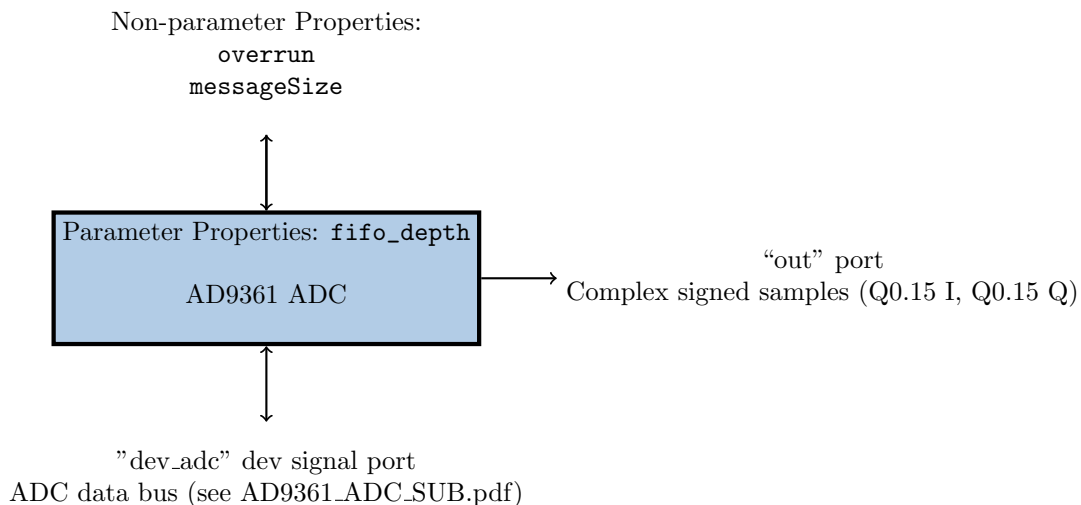 Non-parameter Properties:
overrun
messageSize
Parameter Properties: fifo_depth
AD9361 ADC
“out” port
Complex signed samples (Q0.15 I, Q0.15 Q)
”dev_adc” dev signal port
ADC data bus (see AD9361_ADC_SUB.pdf)